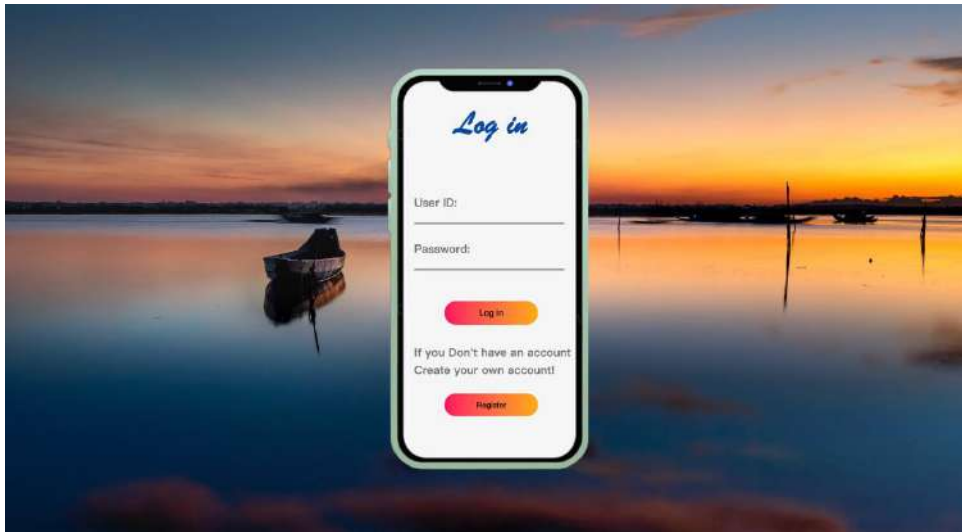 Log in
User ID:
Password:
Log in
If you Don't have an account
Create your own account!
Register